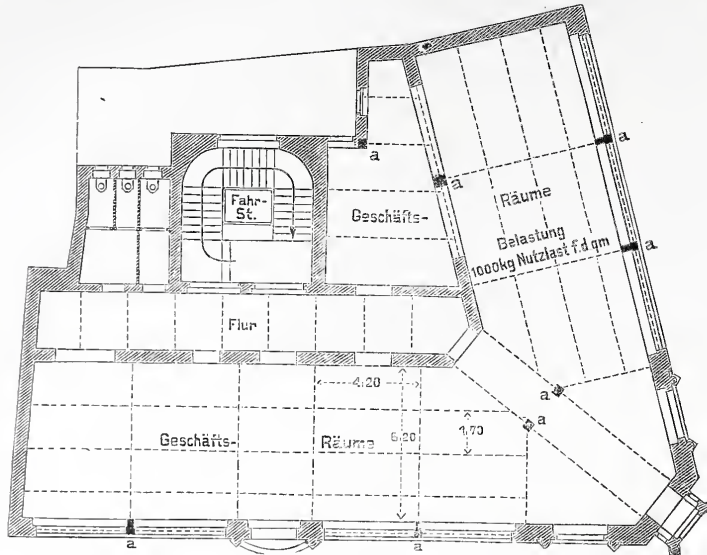 a
a
Fahr-
St.
a
Räume
Geschäfts-
Belastung
1000kg Nutzlast f.d.qm
a
Flur
4,20
a
a
1,70
Geschäfts-
Räume
6,20
a
a